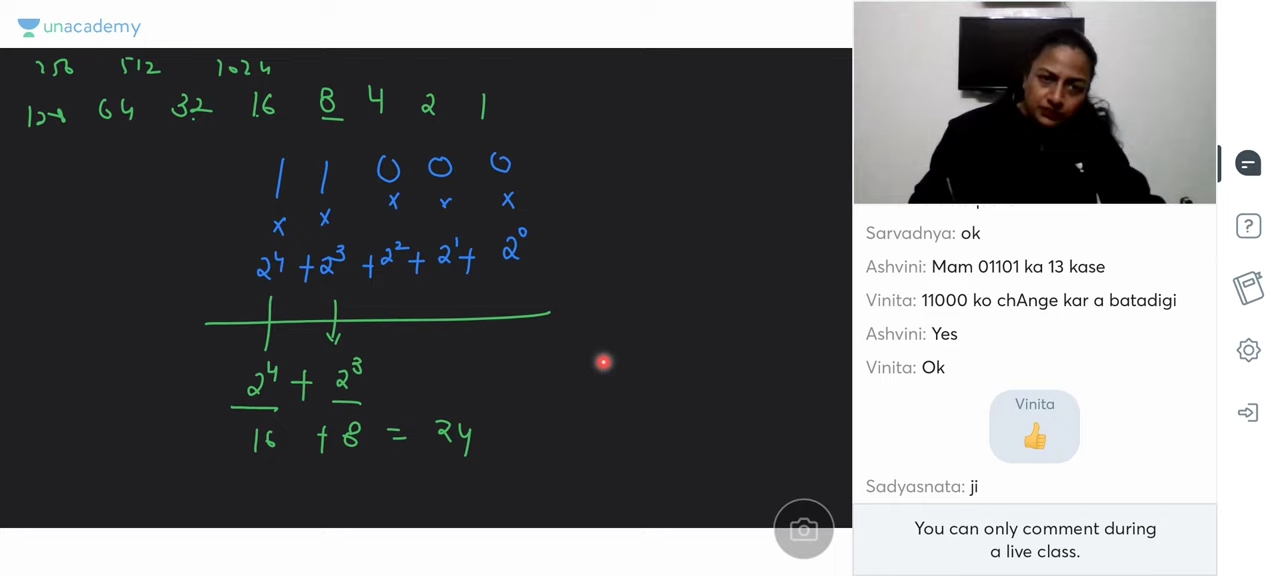 unacademy
256 512 1024
128 64 32 16 8 4 2 1
1 1 0 0 0
x x x x x
2⁴ + 2³ + 2² + 2¹ + 2⁰
2⁴ + 2³
16 + 8 = 24
Sarvadnya: ok
Ashvini: Mam 01101 ka 13 kase
Vinita: 11000 ko chAnge kar a batadigi
Ashvini: Yes
Vinita: Ok
Vinita
Sadyasnata: ji
You can only comment during
a live class.